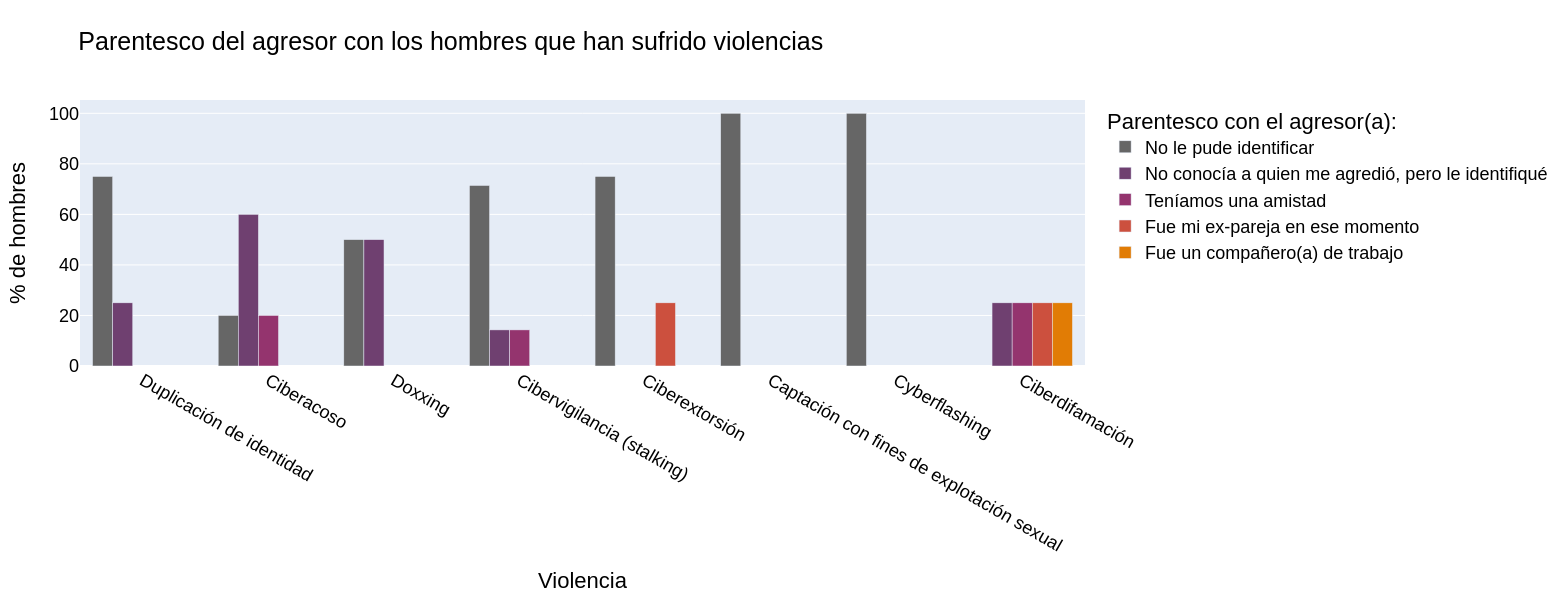 Parentesco del agresor con los hombres que han sufrido violencias
% de hombres
100
80
60
40
20
0
Duplicación de identidad
Ciberacoso
Doxxing
Cibervigilancia (stalking)
Ciberextorsión
Captación con fines de explotación sexual
Cyberflashing
Ciberdifamación
Violencia
Parentesco con el agresor(a):
No le pude identificar
No conocía a quien me agredió, pero le identifiqué
Teníamos una amistad
Fue mi ex-pareja en ese momento
Fue un compañero(a) de trabajo